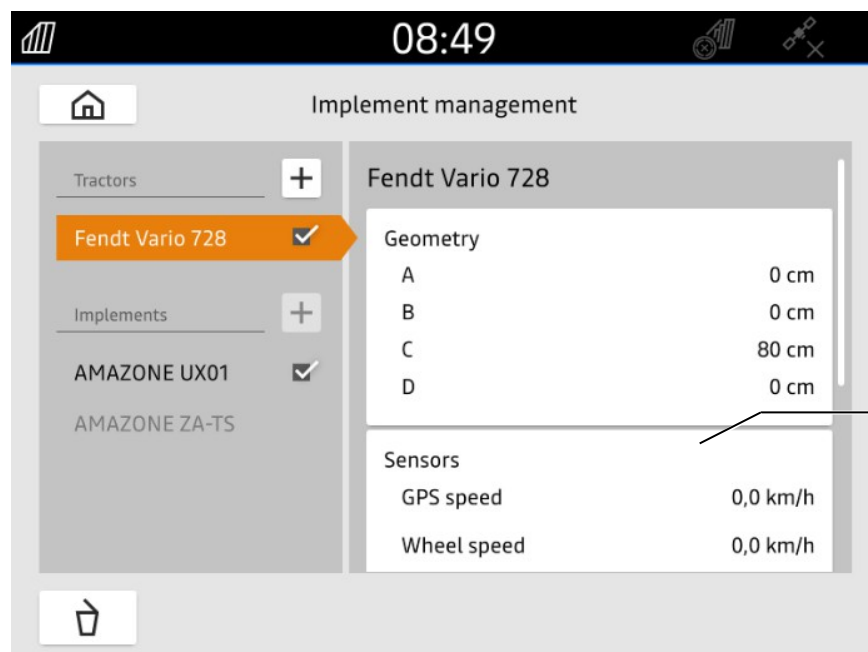 08:49
Implement management
Tractors
Fendt Vario 728
Implements
AMAZONE UX01
AMAZONE ZA-TS
Fendt Vario 728
Geometry
A 0 cm
B 0 cm
C 80 cm
D 0 cm
Sensors
GPS speed 0,0 km/h
Wheel speed 0,0 km/h